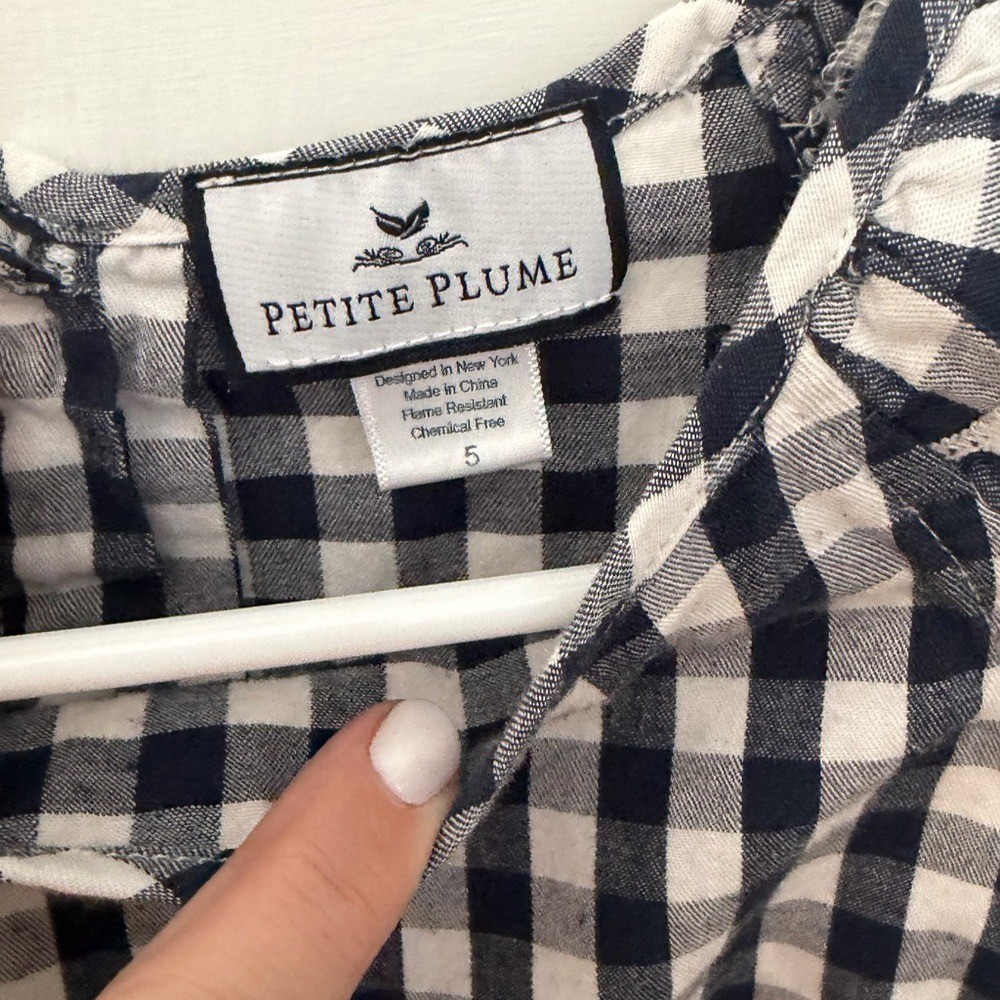 PETITE PLUME
Designed In New York
Made in China
Flame Resistant
Chemical Free
5